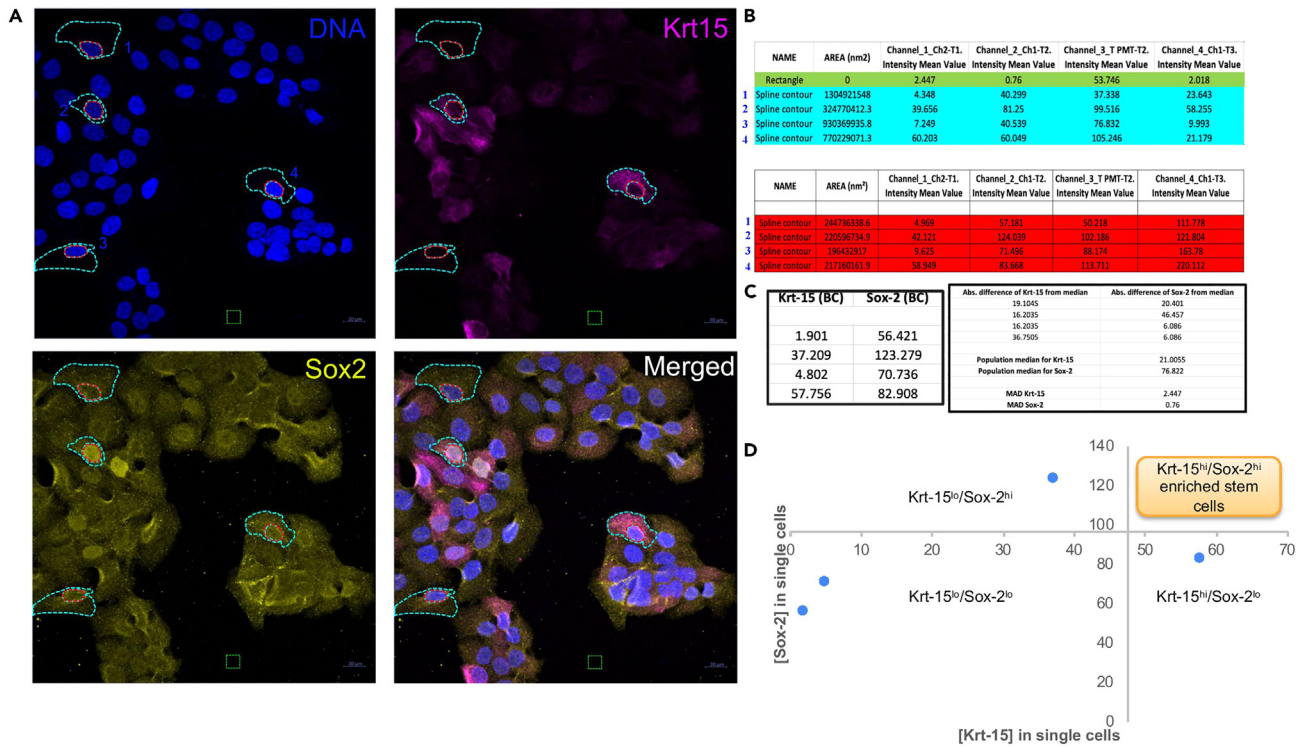 A
DNA
1
2
3
4
20 µm
Krt15
20 µm
Sox2
20 µm
Merged
20 µm
B
NAME AREA (nm2) Channel_1_Ch2-T1. Intensity Mean Value Channel_2_Ch1-T2. Intensity Mean Value Channel_3_T PMT-T2. Intensity Mean Value Channel_4_Ch1-T3. Intensity Mean Value
Rectangle 0 2.447 0.76 53.746 2.018
1 Spline contour 1304921548 4.348 40.299 37.338 23.643
2 Spline contour 324770412.3 39.656 81.25 99.516 58.255
3 Spline contour 930369935.8 7.249 40.539 76.832 9.993
4 Spline contour 770229071.3 60.203 60.049 105.246 21.179
NAME AREA (nm²) Channel_1_Ch2-T1. Intensity Mean Value Channel_2_Ch1-T2. Intensity Mean Value Channel_3_T PMT-T2. Intensity Mean Value Channel_4_Ch1-T3. Intensity Mean Value
1 Spline contour 244736338.6 4.969 57.181 50.218 111.778
2 Spline contour 220596734.9 42.121 124.039 102.186 121.804
3 Spline contour 196432917 9.625 71.496 88.174 163.78
4 Spline contour 217160161.9 58.949 83.668 113.711 220.112
C
Krt-15 (BC) Sox-2 (BC)
1.901 56.421
37.209 123.279
4.802 70.736
57.756 82.908
Abs. difference of Krt-15 from median Abs. difference of Sox-2 from median
19.1045 20.401
16.2035 46.457
16.2035 6.086
36.7505 6.086
Population median for Krt-15 21.0055
Population median for Sox-2 76.822
MAD Krt-15 2.447
MAD Sox-2 0.76
D
140
120
100
80
60
40
20
0
0 10 20 30 40 50 60 70
Krt-15lo/Sox-2hi
Krt-15hi/Sox-2hi
enriched stem
cells
Krt-15lo/Sox-2lo
Krt-15hi/Sox-2lo
[Sox-2] in single cells
[Krt-15] in single cells